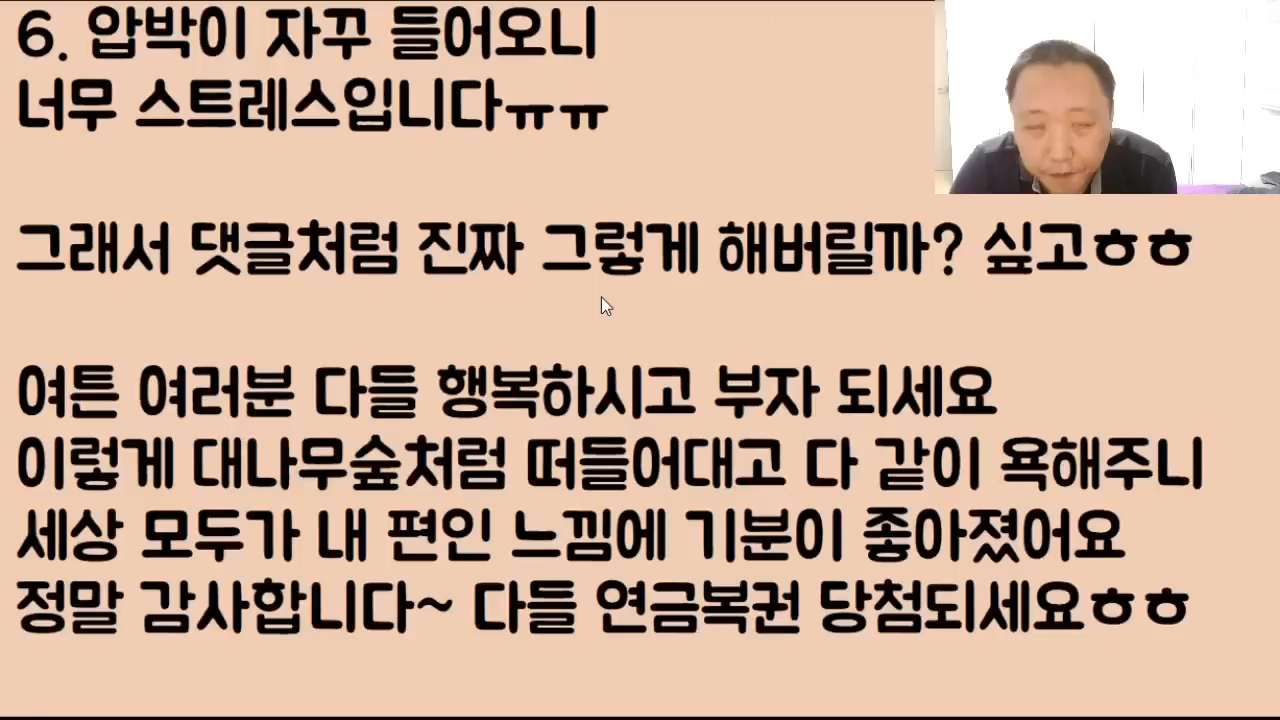 6. 압박이 자꾸 들어오니
너무 스트레스입니다ㅠㅠ
그래서 댓글처럼 진짜 그렇게 해버릴까? 싶고ㅎㅎ
여튼 여러분 다들 행복하시고 부자 되세요
이렇게 대나무숲처럼 떠들어대고 다 같이 욕해주니
세상 모두가 내 편인 느낌에 기분이 좋아졌어요
정말 감사합니다~ 다들 연금복권 당첨되세요ㅎㅎ